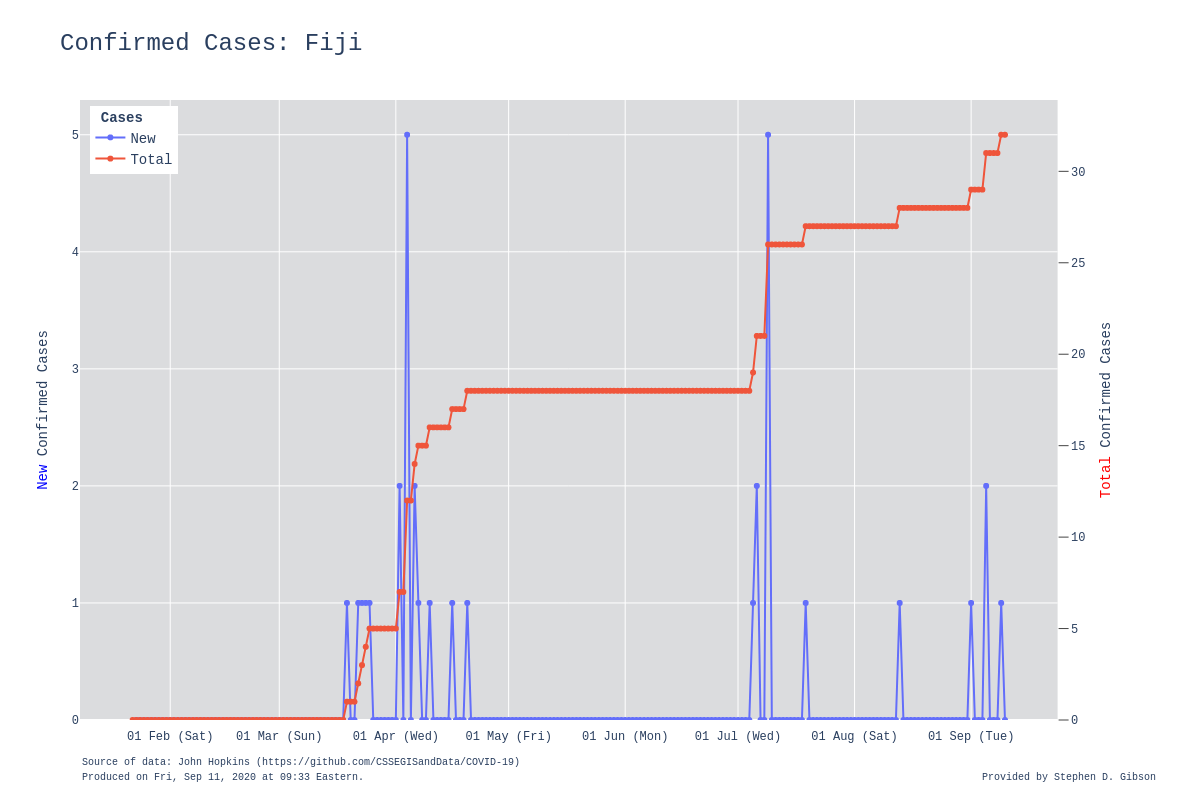 Confirmed Cases: Fiji
Cases
New
Total
5
4
3
2
1
0
New Confirmed Cases
30
25
20
15
10
5
0
Total Confirmed Cases
01 Feb (Sat) 01 Mar (Sun) 01 Apr (Wed) 01 May (Fri) 01 Jun (Mon) 01 Jul (Wed) 01 Aug (Sat) 01 Sep (Tue)
Source of data: John Hopkins (https://github.com/CSSEGISandData/COVID-19)
Produced on Fri, Sep 11, 2020 at 09:33 Eastern.
Provided by Stephen D. Gibson